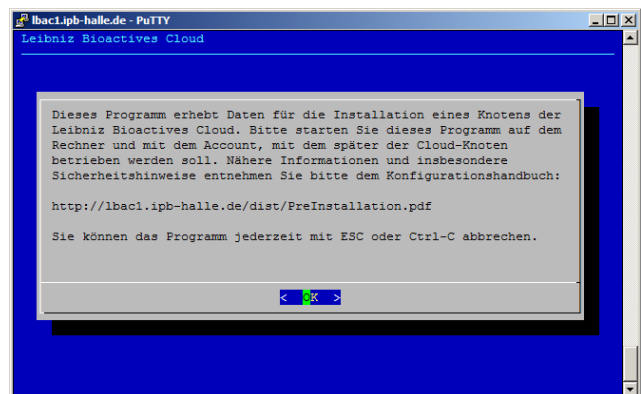 lbac1.ipb-halle.de - PuTTY
Leibniz Bioactives Cloud
Dieses Programm erhebt Daten für die Installation eines Knotens der
Leibniz Bioactives Cloud. Bitte starten Sie dieses Programm auf dem
Rechner und mit dem Account, mit dem später der Cloud-Knoten
betrieben werden soll. Nähere Informationen und insbesondere
Sicherheitshinweise entnehmen Sie bitte dem Konfigurationshandbuch:
http://lbac1.ipb-halle.de/dist/PreInstallation.pdf
Sie können das Programm jederzeit mit ESC oder Ctrl-C abbrechen.
< OK >